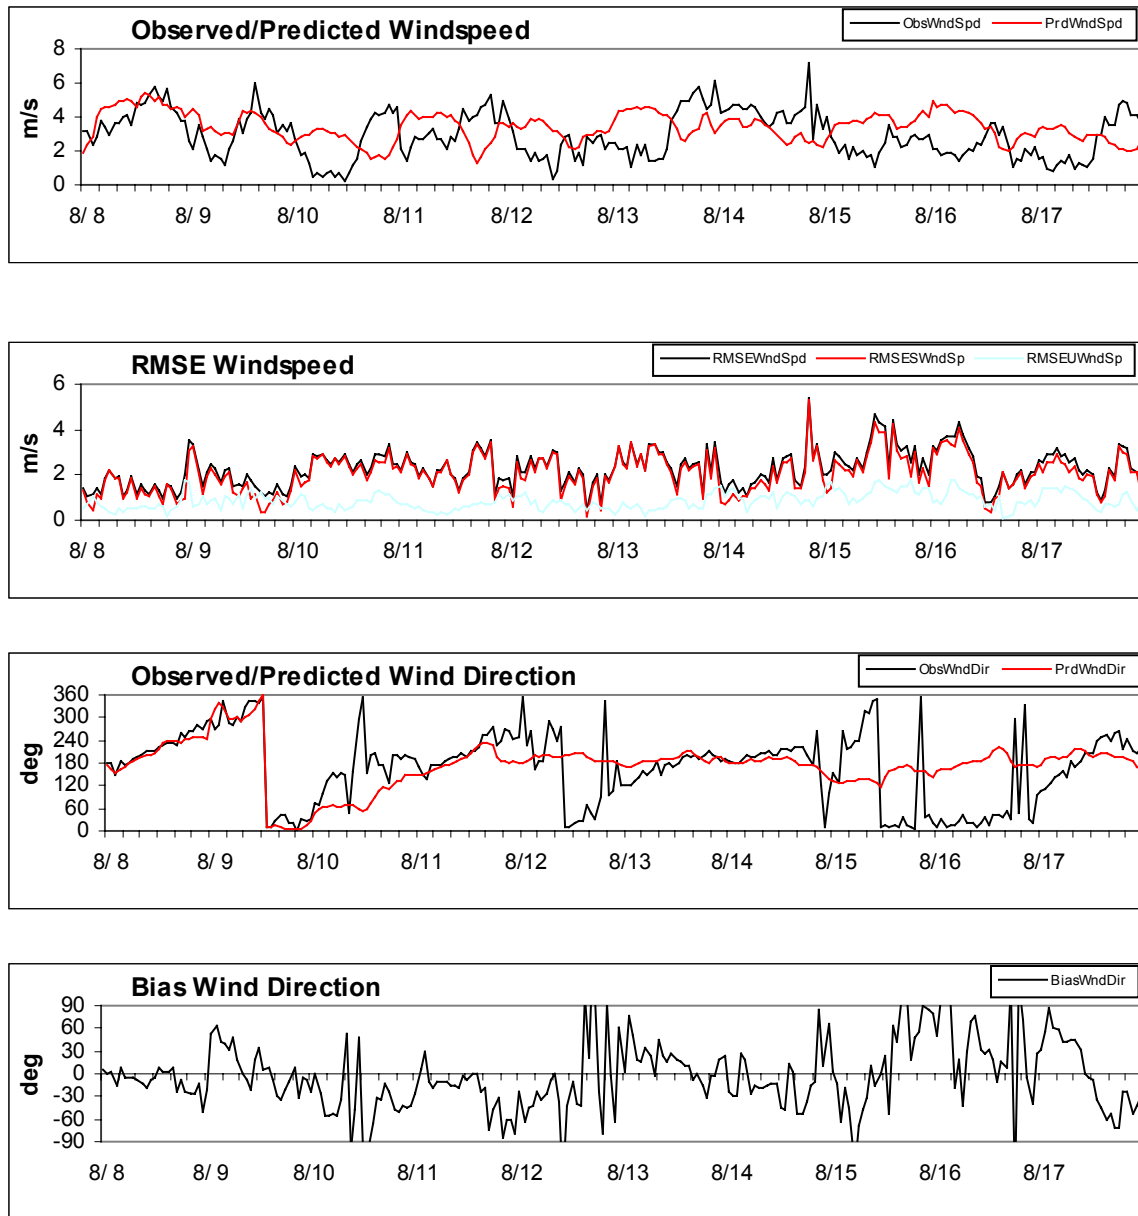 Observed/Predicted Windspeed
ObsWndSpd PrdWndSpd
8
6
4
2
0
m/s
8/ 8 8/ 9 8/10 8/11 8/12 8/13 8/14 8/15 8/16 8/17
RMSE Windspeed
RMSEWndSpd RMSESWndSp RMSEUWndSp
6
4
2
0
m/s
8/ 8 8/ 9 8/10 8/11 8/12 8/13 8/14 8/15 8/16 8/17
Observed/Predicted Wind Direction
ObsWndDir PrdWndDir
360
300
240
180
120
60
0
deg
8/ 8 8/ 9 8/10 8/11 8/12 8/13 8/14 8/15 8/16 8/17
Bias Wind Direction
BiasWndDir
90
60
30
0
-30
-60
-90
deg
8/ 8 8/ 9 8/10 8/11 8/12 8/13 8/14 8/15 8/16 8/17